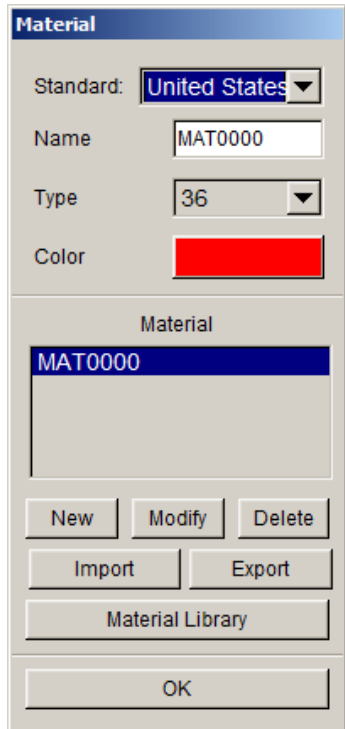 Material
Standard: United States
Name MAT0000
Type 36
Color
Material
MAT0000
New Modify Delete
Import Export
Material Library
OK